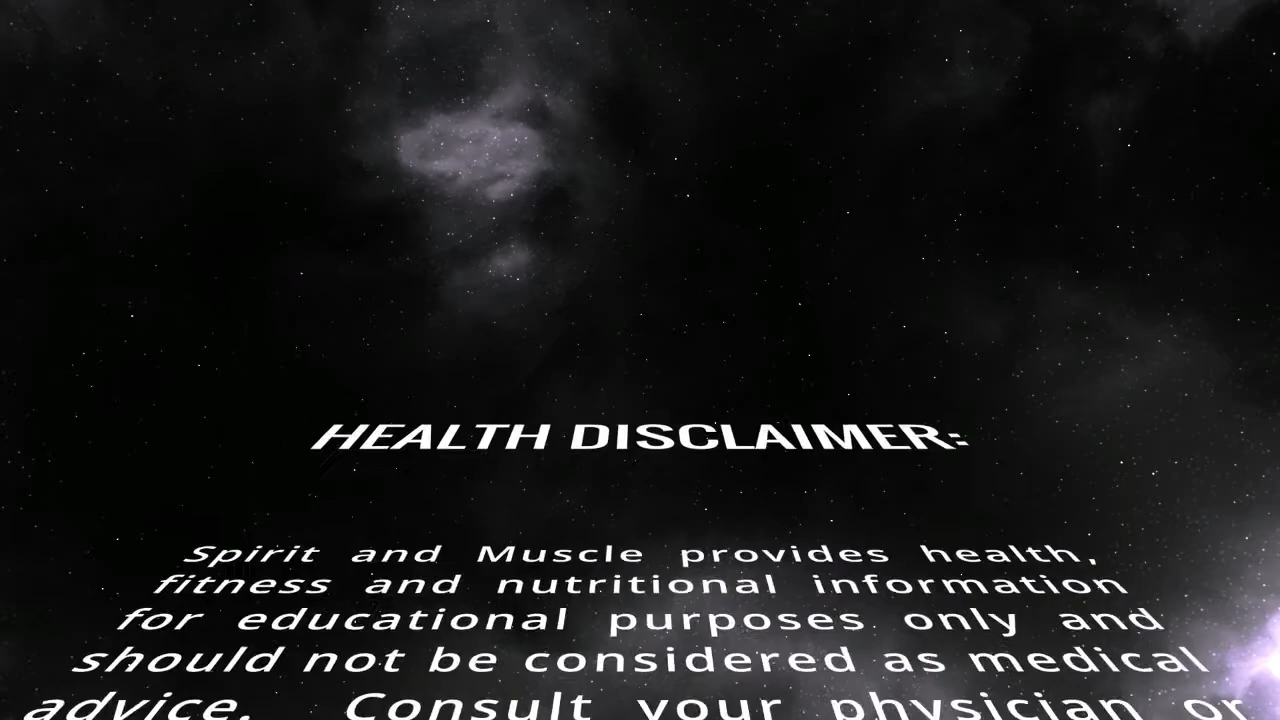 HEALTH DISCLAIMER:
Spirit and Muscle provides health,
fitness and nutritional information
for educational purposes only and
should not be considered as medical
advice. Consult your physician or